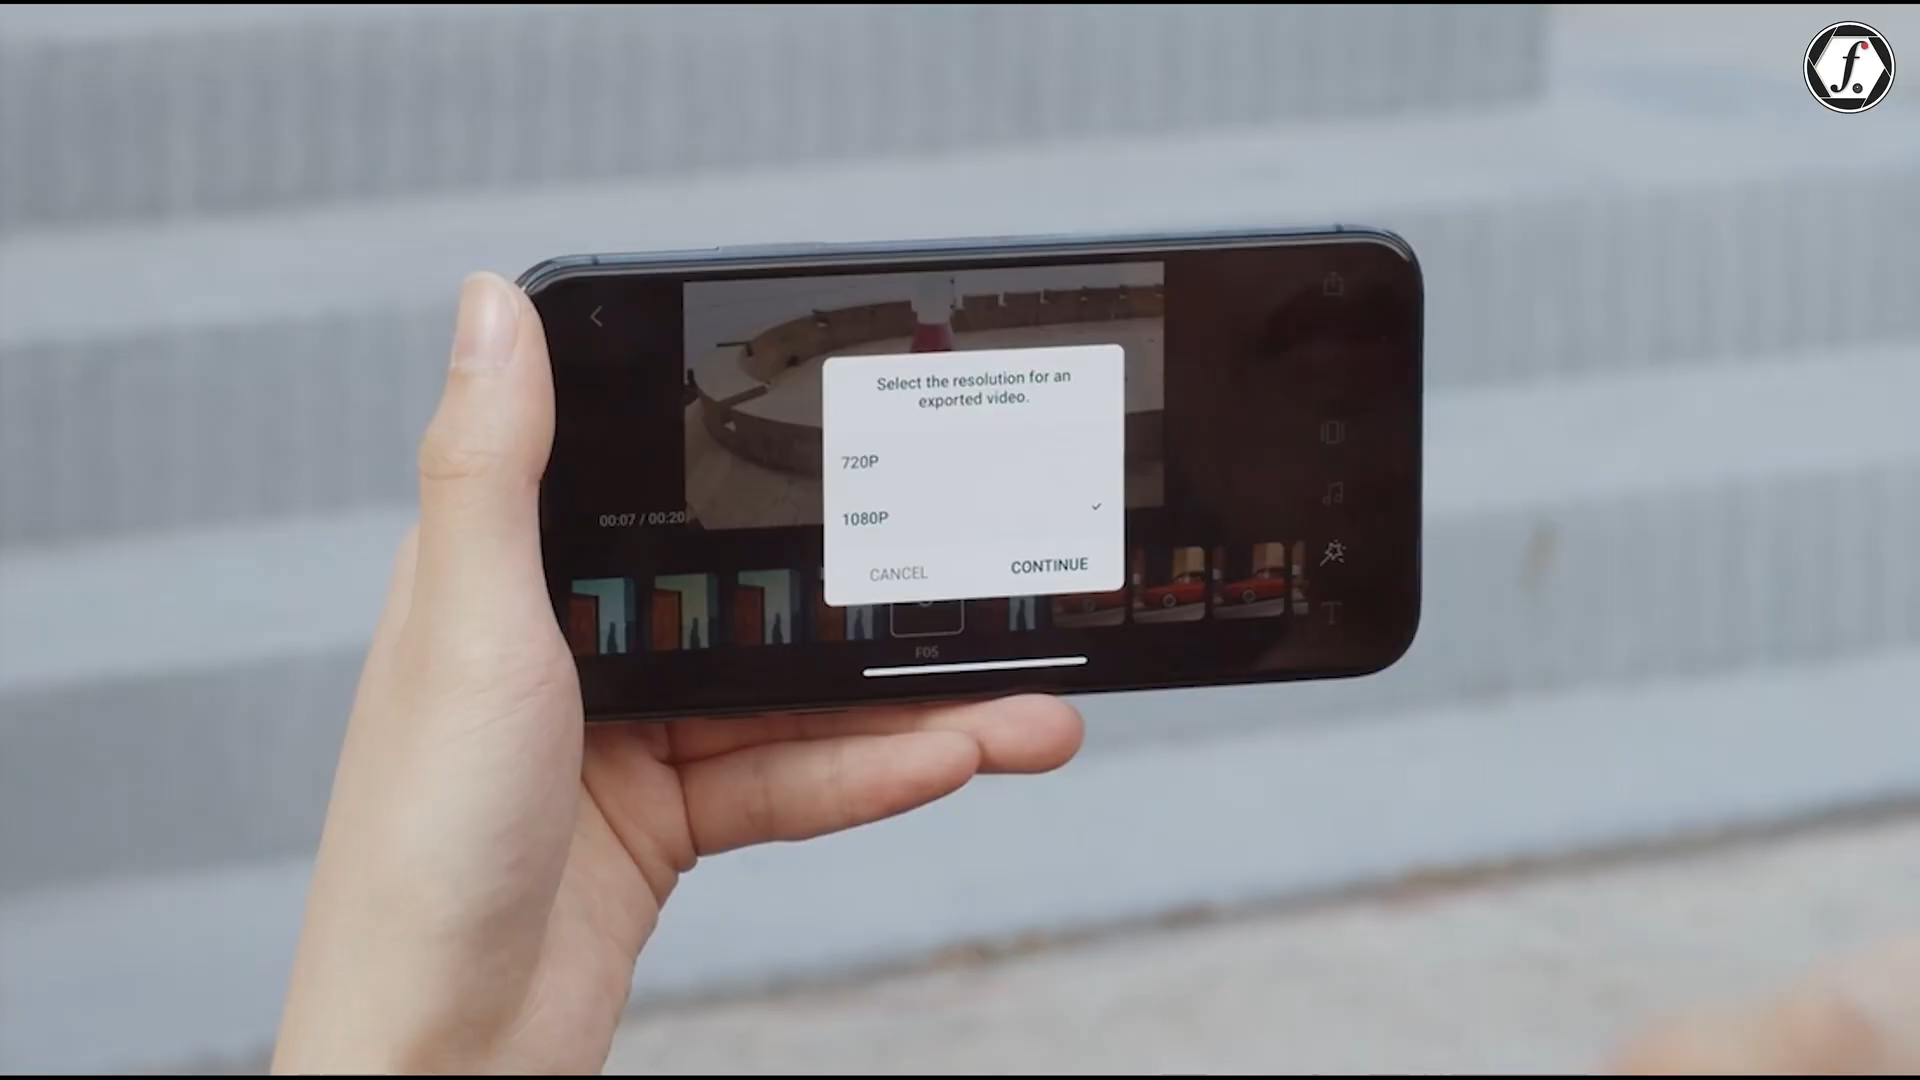 f.
Select the resolution for an
exported video.
720P
1080P
00:07 / 00:20
CANCEL
CONTINUE
T
F05